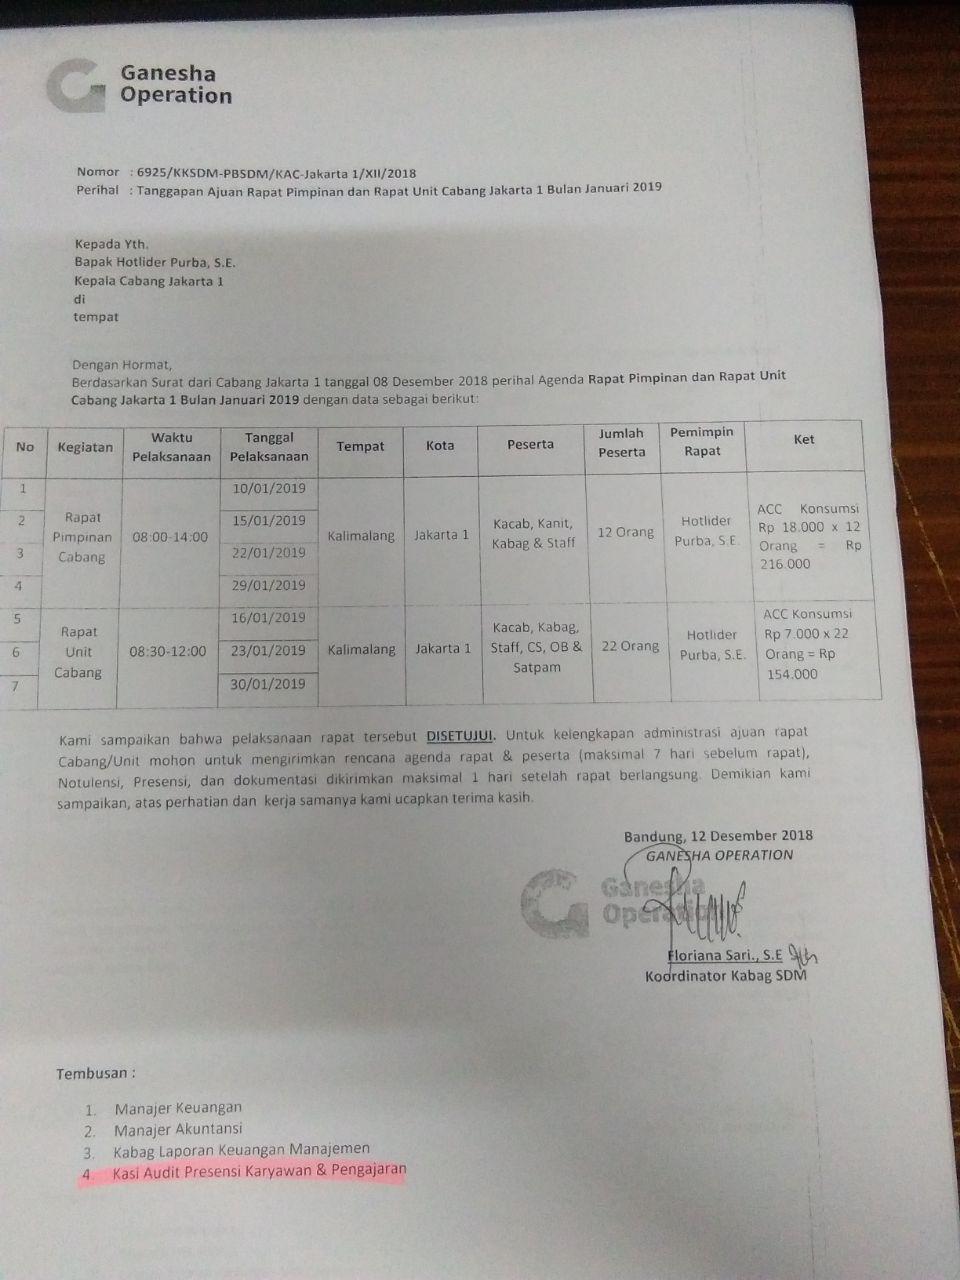 Ganesha
Operation
Nomor : 6925/KKSDM-PBSDM/KAC-Jakarta 1/XII/2018
Perihal : Tanggapan Ajuan Rapat Pimpinan dan Rapat Unit Cabang Jakarta 1 Bulan Januari 2019
Kepada Yth.
Bapak Hotlider Purba, S.E.
Kepala Cabang Jakarta 1
di
tempat
Dengan Hormat,
Berdasarkan Surat dari Cabang Jakarta 1 tanggal 08 Desember 2018 perihal Agenda Rapat Pimpinan dan Rapat Unit
Cabang Jakarta 1 Bulan Januari 2019 dengan data sebagai berikut:
No Kegiatan Waktu Pelaksanaan Tanggal Pelaksanaan Tempat Kota Peserta Jumlah Peserta Pemimpin Rapat Ket
1 10/01/2019
2 15/01/2019
3 22/01/2019
4 29/01/2019
Rapat
Pimpinan
Cabang
08:00-14:00
Kalimalang
Jakarta 1
Kacab, Kanit,
Kabag & Staff
12 Orang
Hotlider
Purba, S.E.
ACC Konsumsi
Rp 18.000 x 12
Orang = Rp
216.000
5 16/01/2019
6 23/01/2019
7 30/01/2019
Rapat
Unit
Cabang
08:30-12:00
Kalimalang
Jakarta 1
Kacab, Kabag,
Staff, CS, OB &
Satpam
22 Orang
Hotlider
Purba, S.E.
ACC Konsumsi
Rp 7.000 x 22
Orang = Rp
154.000
Kami sampaikan bahwa pelaksanaan rapat tersebut DISETUJUI. Untuk kelengkapan administrasi ajuan rapat
Cabang/Unit mohon untuk mengirimkan rencana agenda rapat & peserta (maksimal 7 hari sebelum rapat),
Notulensi, Presensi, dan dokumentasi dikirimkan maksimal 1 hari setelah rapat berlangsung. Demikian kami
sampaikan, atas perhatian dan kerja samanya kami ucapkan terima kasih.
Bandung, 12 Desember 2018
GANESHA OPERATION
Ganesha
Operation
Floriana Sari., S.E
Koordinator Kabag SDM
Tembusan :
1. Manajer Keuangan
2. Manajer Akuntansi
3. Kabag Laporan Keuangan Manajemen
4. Kasi Audit Presensi Karyawan & Pengajaran